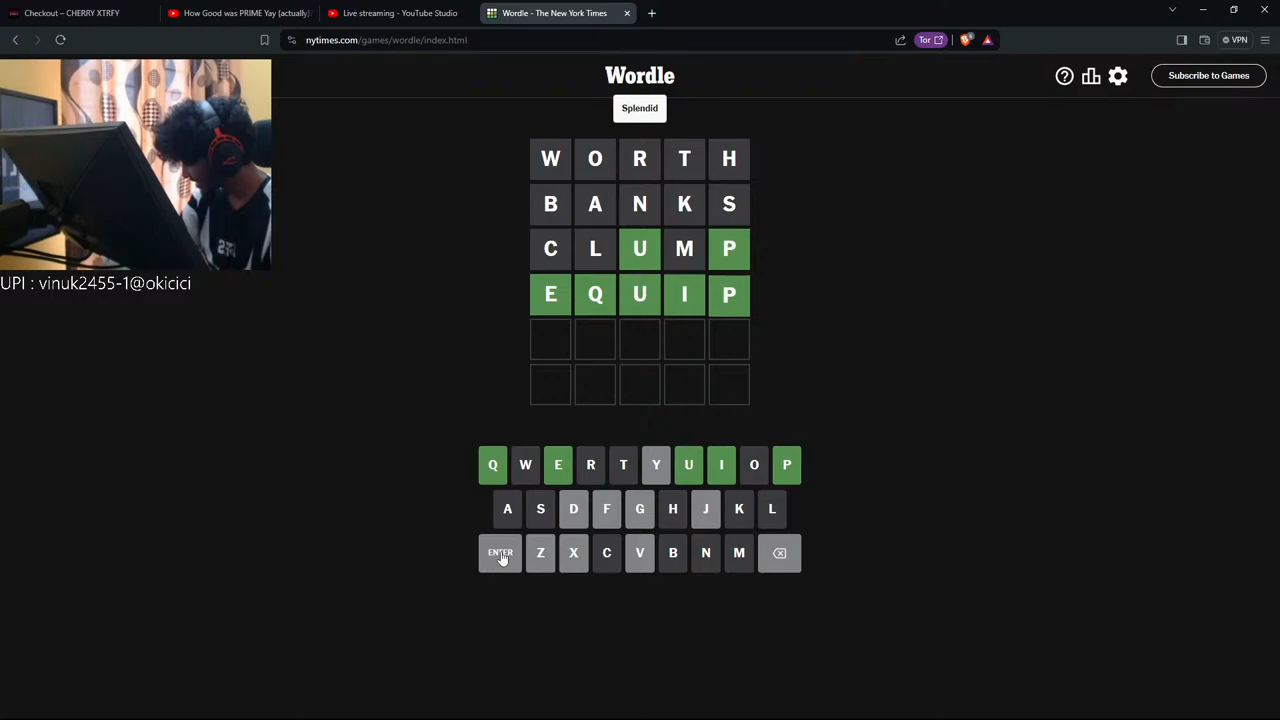 Checkout – CHERRY XTRFY
How Good was PRIME Yay (actually)?
Live streaming - YouTube Studio
Wordle - The New York Times
nytimes.com/games/wordle/index.html
Tor
VPN
Wordle
Subscribe to Games
Splendid
W O R T H
B A N K S
C L U M P
E Q U I P
UPI : vinuk2455-1@okicici
Q W E R T Y U I O P
A S D F G H J K L
ENTER Z X C V B N M